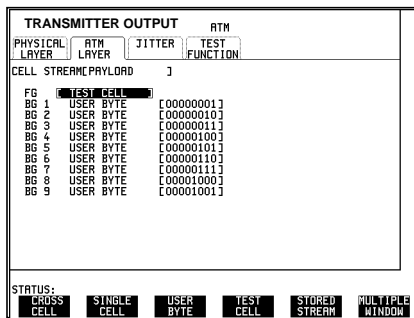 TRANSMITTER OUTPUT ATM
PHYSICAL LAYER ATM LAYER JITTER TEST FUNCTION
CELL STREAM[PAYLOAD ]
FG [ TEST CELL ]
BG 1 USER BYTE [00000001]
BG 2 USER BYTE [00000010]
BG 3 USER BYTE [00000011]
BG 4 USER BYTE [00000100]
BG 5 USER BYTE [00000101]
BG 6 USER BYTE [00000110]
BG 7 USER BYTE [00000111]
BG 8 USER BYTE [00001000]
BG 9 USER BYTE [00001001]
STATUS:
CROSS CELL SINGLE CELL USER BYTE TEST CELL STORED STREAM MULTIPLE WINDOW